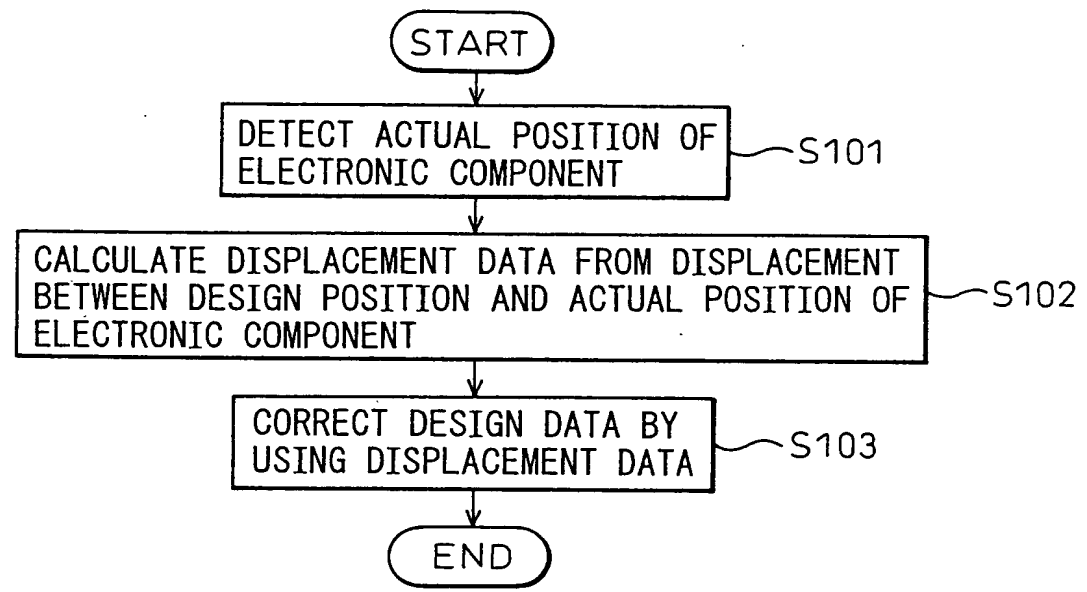 START
DETECT ACTUAL POSITION OF
ELECTRONIC COMPONENT
S101
CALCULATE DISPLACEMENT DATA FROM DISPLACEMENT
BETWEEN DESIGN POSITION AND ACTUAL POSITION OF
ELECTRONIC COMPONENT
S102
CORRECT DESIGN DATA BY
USING DISPLACEMENT DATA
S103
END